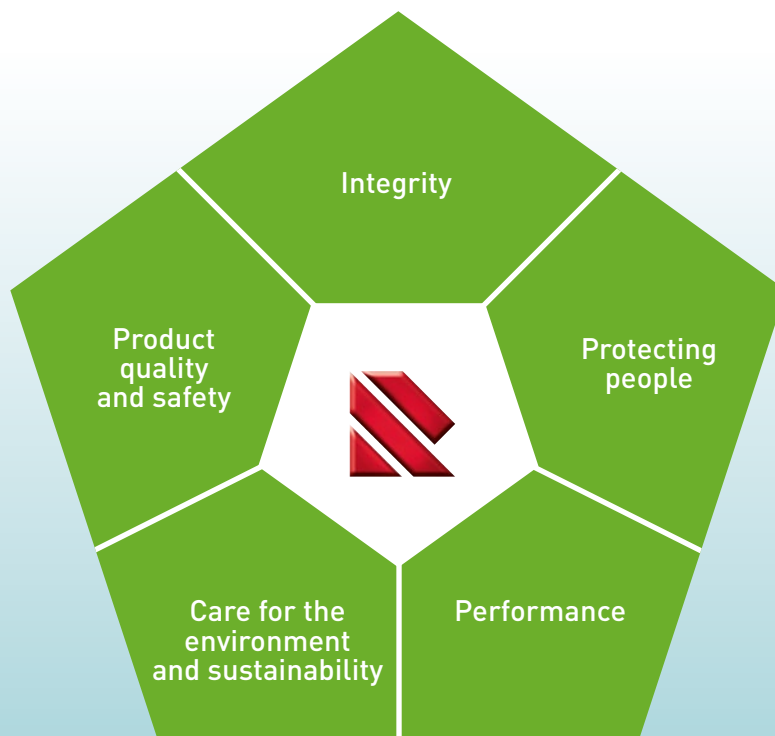 Integrity
Product
quality
and safety
Protecting
people
Care for the
environment
and sustainability
Performance